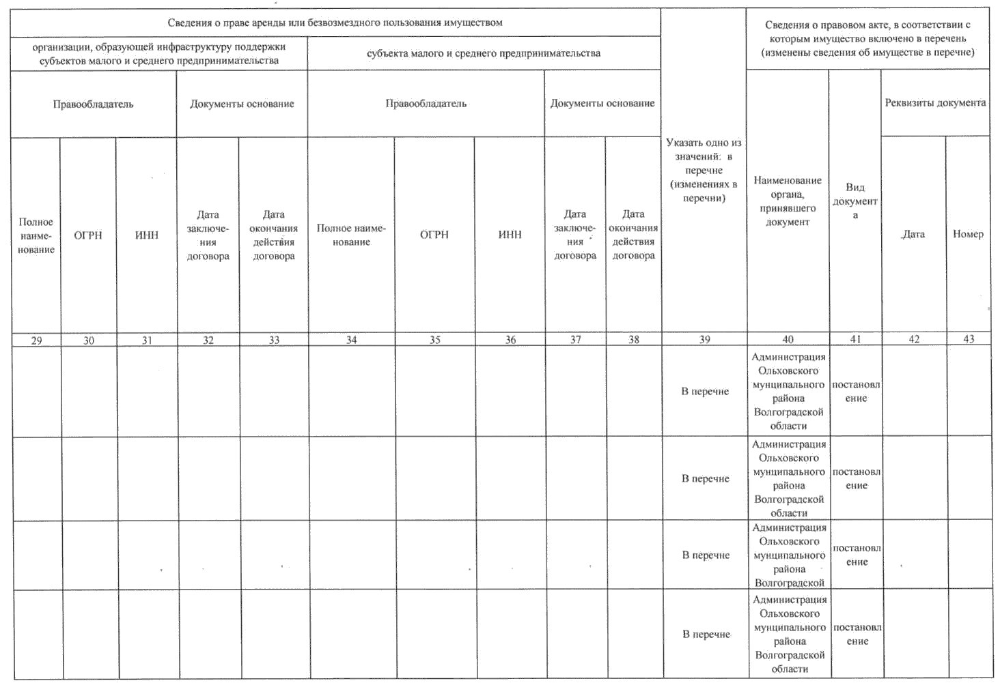 Сведения о праве аренды или безвозмездного пользования имуществом
организации, образующей инфраструктуру поддержки
субъектов малого и среднего предпринимательства
субъекта малого и среднего предпринимательства
Указать одно из
значений: в
перечне
(изменениях в
перечни)
Сведения о правовом акте, в соответствии с
которым имущество включено в перечень
(изменены сведения об имуществе в перечне)
Правообладатель
Документы основание
Правообладатель
Документы основание
Наименование
органа,
принявшего
документ
Вид
документ
а
Реквизиты документа
Полное
наиме-
нование
ОГРН
ИНН
Дата
заключе-
ния
договора
Дата
окончания
действия
договора
Полное наиме-
нование
ОГРН
ИНН
Дата
заключе-
ния
договора
Дата
окончания
действия
договора
Дата
Номер
29 30 31 32 33 34 35 36 37 38 39 40 41 42 43
В перечне
Администрация
Ольховского
мунципального
района
Волгоградской
области
постановл
ение
В перечне
Администрация
Ольховского
мунципального
района
Волгоградской
области
постановл
ение
В перечне
Администрация
Ольховского
мунципального
района
Волгоградской
постановл
ение
В перечне
Администрация
Ольховского
мунципального
района
Волгоградской
области
постановл
ение